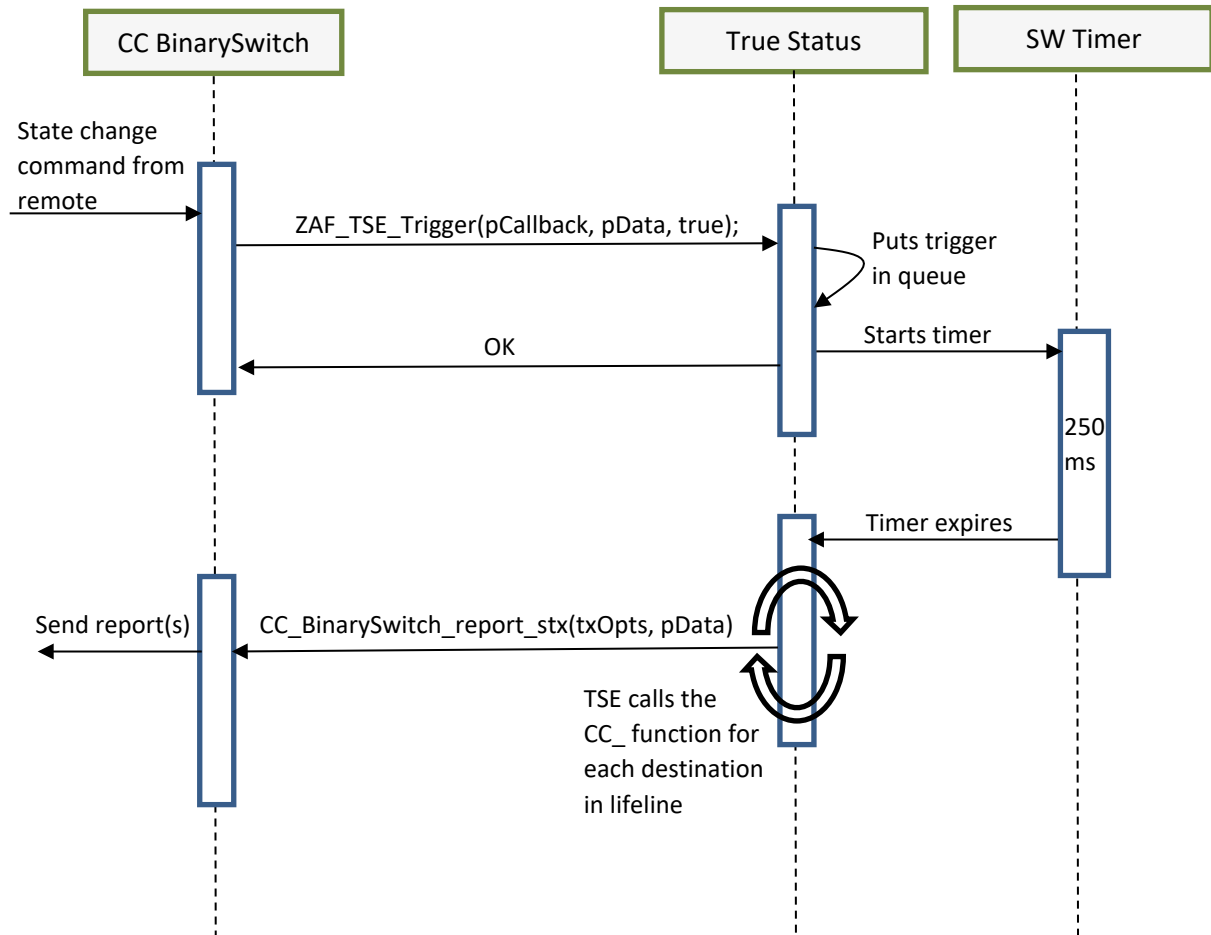 CC BinarySwitch
True Status
SW Timer
State change
command from
remote
ZAF_TSE_Trigger(pCallback, pData, true);
Puts trigger
in queue
OK
Starts timer
250
ms
Timer expires
Send report(s)
CC_BinarySwitch_report_stx(txOpts, pData)
TSE calls the
CC_ function for
each destination
in lifeline